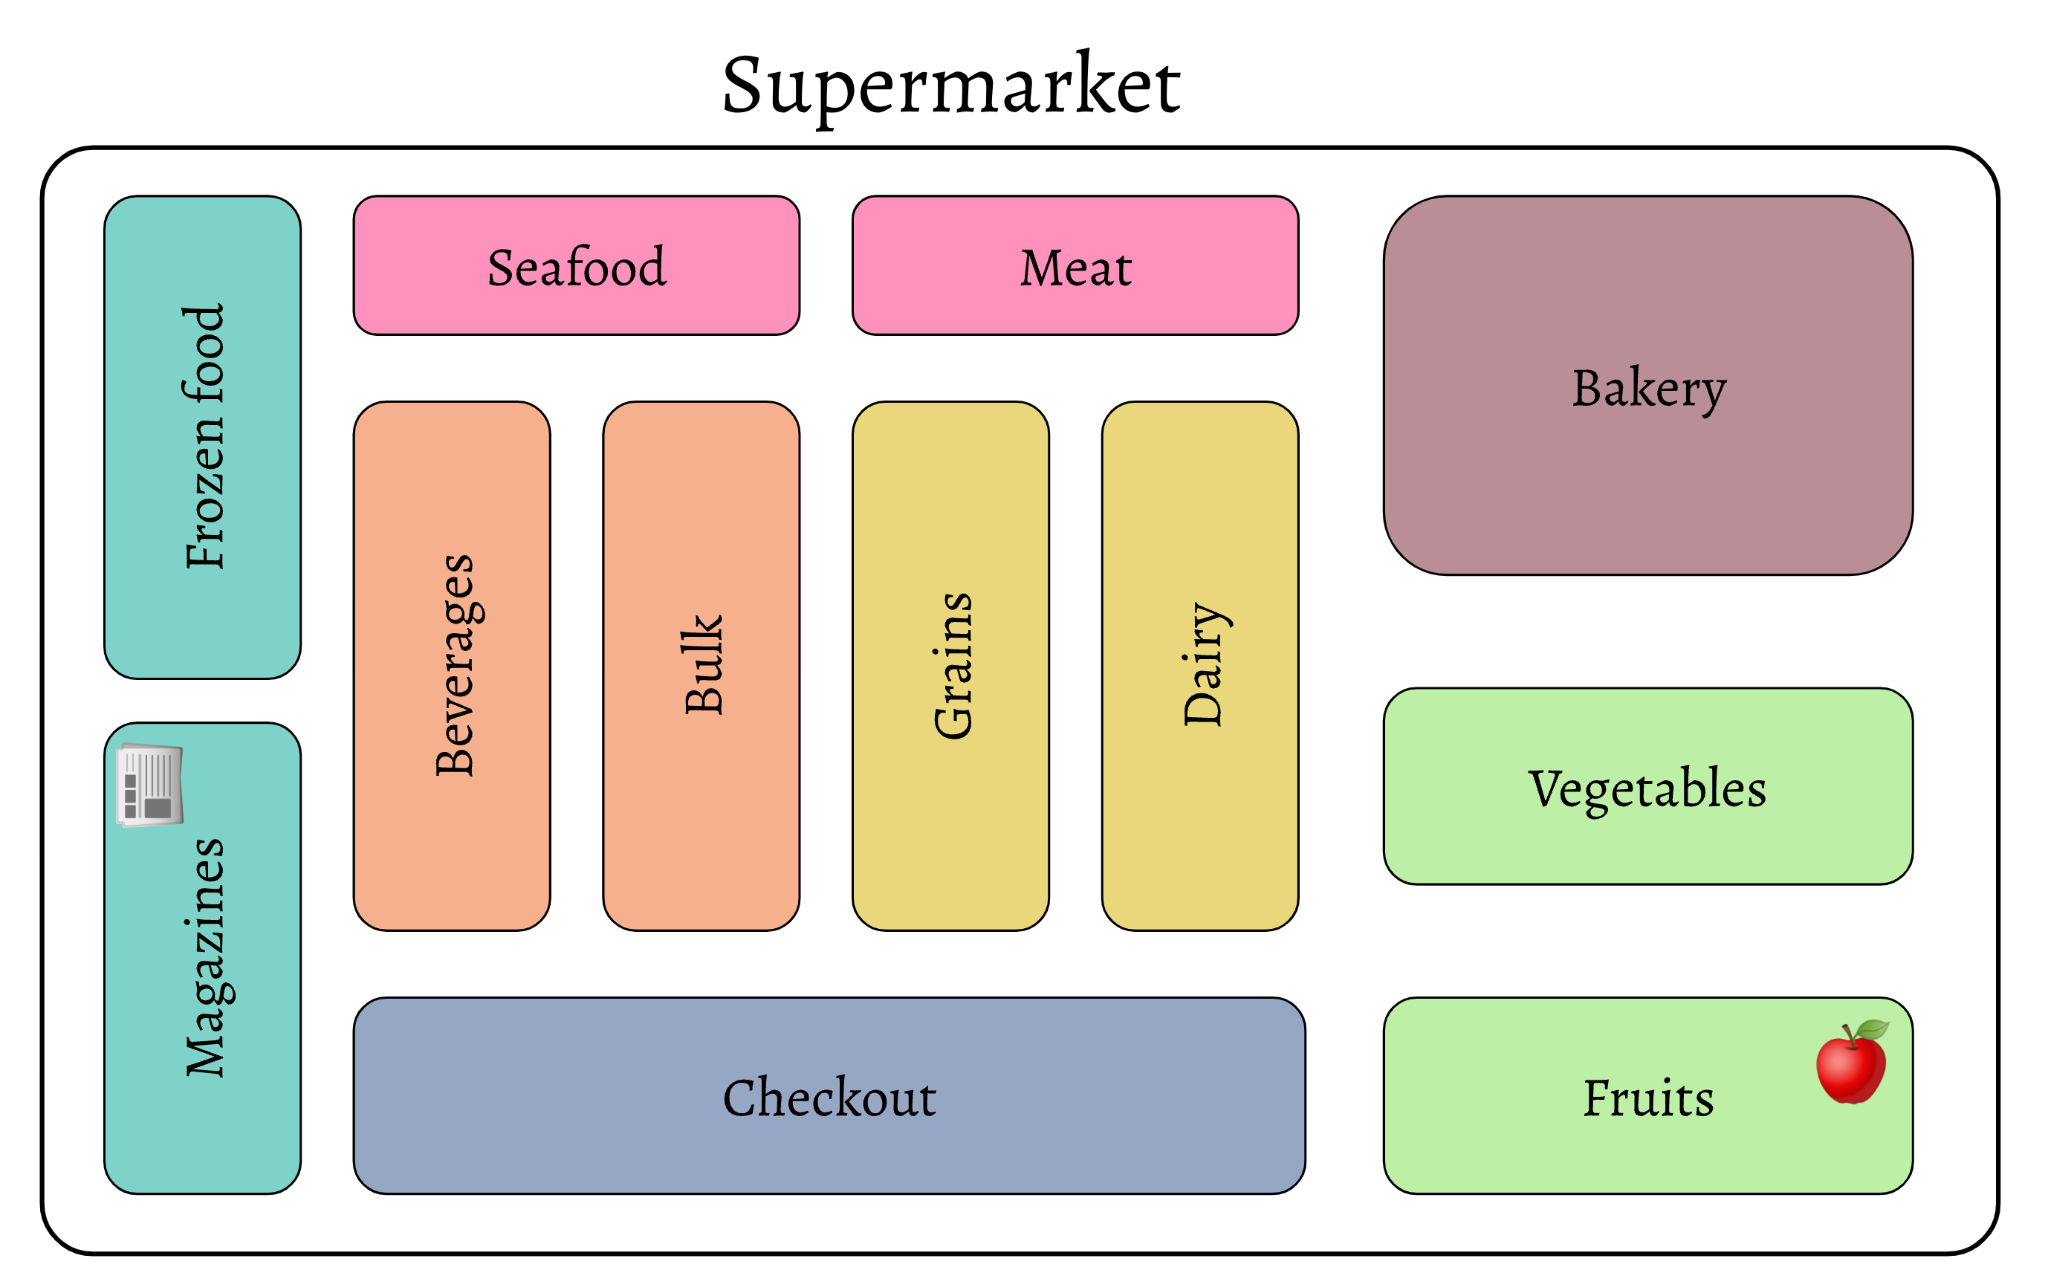 Supermarket
Frozen food
Seafood
Meat
Bakery
Beverages
Bulk
Grains
Dairy
Vegetables
Magazines
Checkout
Fruits